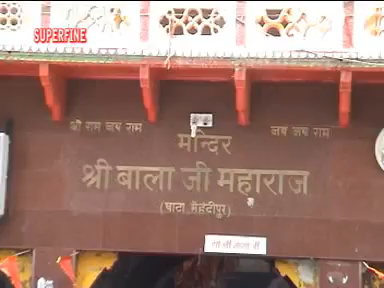 SUPERFINE
श्री राम जय राम
जय जय राम
मन्दिर
श्री बाला जी महाराज
(घाटा मेहंदीपुर)